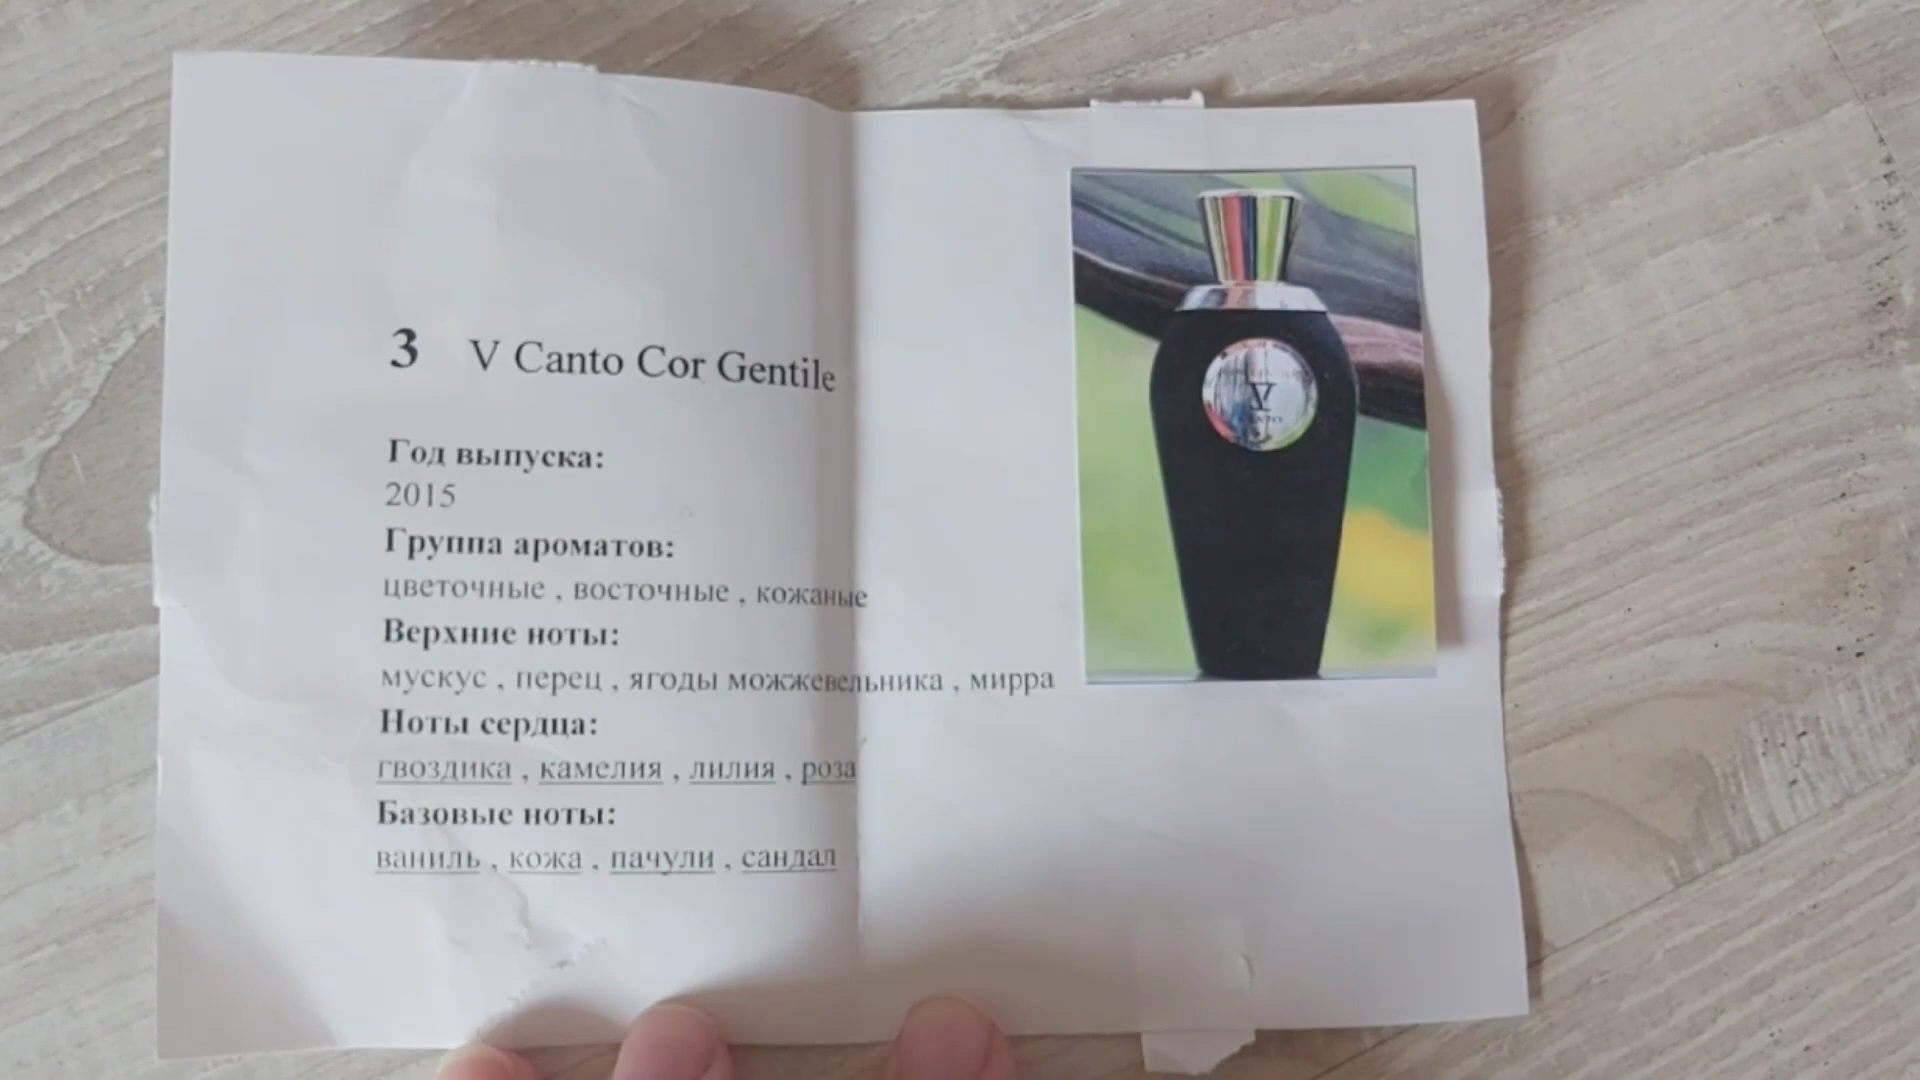 3 V Canto Cor Gentile
Год выпуска:
2015
Группа ароматов:
цветочные , восточные , кожаные
Верхние ноты:
мускус , перец , ягоды можжевельника , мирра
Ноты сердца:
гвоздика , камелия , лилия , роза
Базовые ноты:
ваниль , кожа , пачули , сандал
V